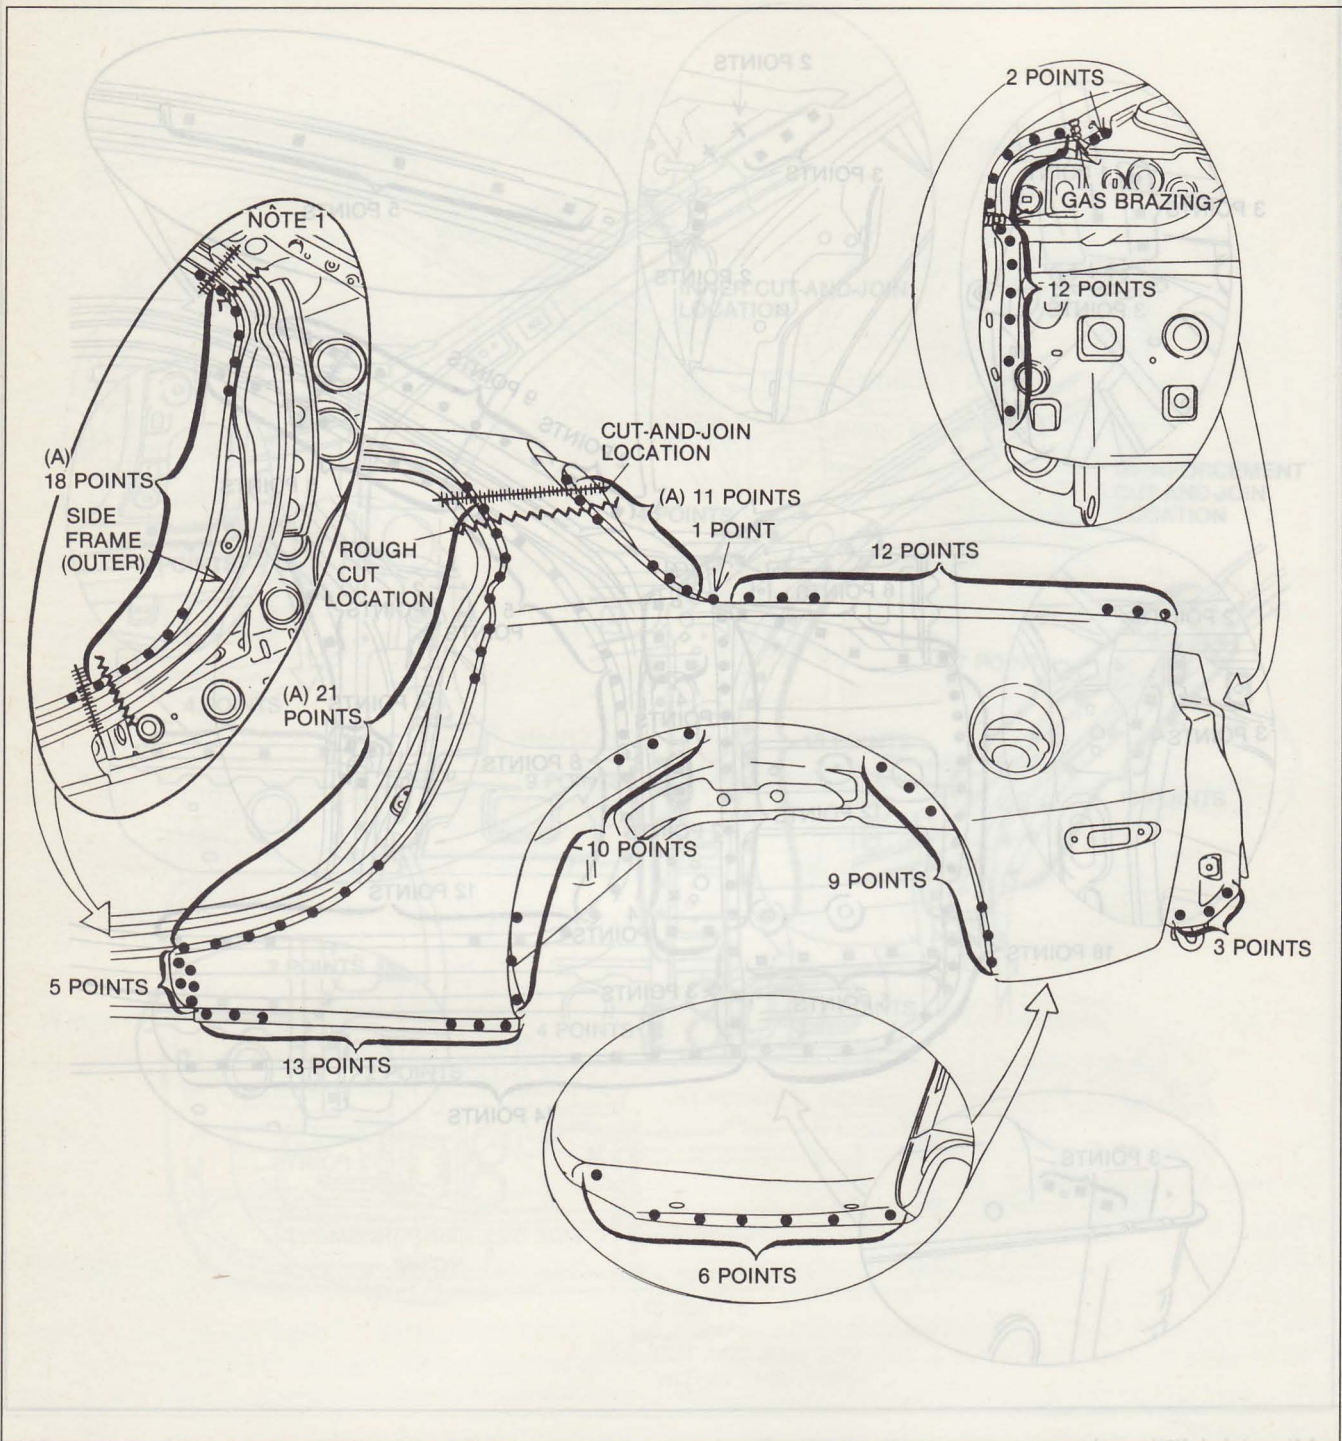 2 POINTS
GAS BRAZING
12 POINTS
NÔTE 1
(A)
18 POINTS
SIDE
FRAME
(OUTER)
CUT-AND-JOIN
LOCATION
(A) 11 POINTS
1 POINT
12 POINTS
ROUGH
CUT
LOCATION
(A) 21
POINTS
10 POINTS
9 POINTS
3 POINTS
5 POINTS
13 POINTS
6 POINTS